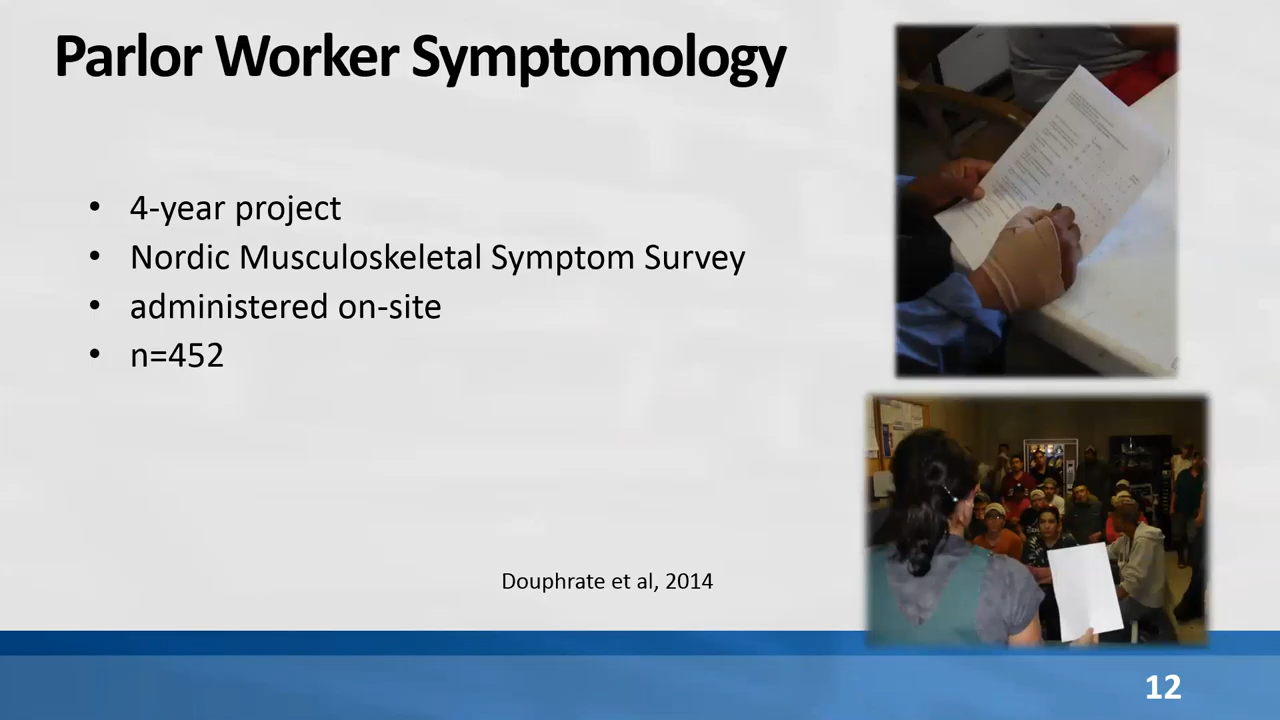 Parlor Worker Symptomology
• 4-year project
• Nordic Musculoskeletal Symptom Survey
• administered on-site
• n=452
Douphrate et al, 2014
12